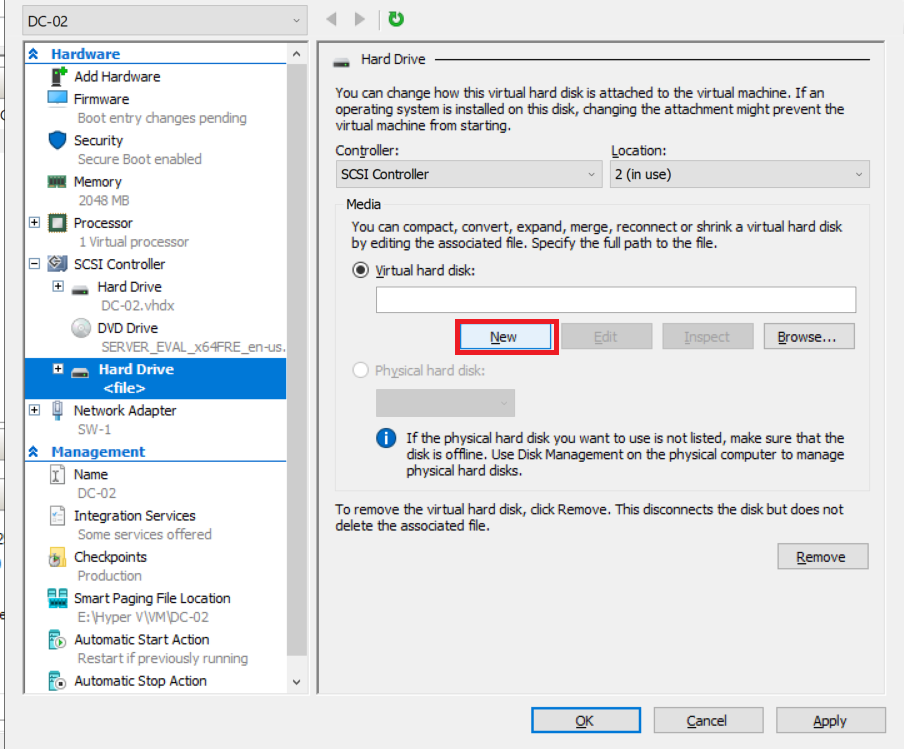 DC-02
Hardware
Add Hardware
Firmware
Boot entry changes pending
Security
Secure Boot enabled
Memory
2048 MB
Processor
1 Virtual processor
SCSI Controller
Hard Drive
DC-02.vhdx
DVD Drive
SERVER_EVAL_x64FRE_en-us.
Hard Drive
<file>
Network Adapter
SW-1
Management
Name
DC-02
Integration Services
Some services offered
Checkpoints
Production
Smart Paging File Location
E:\Hyper V\VM\DC-02
Automatic Start Action
Restart if previously running
Automatic Stop Action
Hard Drive
You can change how this virtual hard disk is attached to the virtual machine. If an
operating system is installed on this disk, changing the attachment might prevent the
virtual machine from starting.
Controller: Location:
SCSI Controller 2 (in use)
Media
You can compact, convert, expand, merge, reconnect or shrink a virtual hard disk
by editing the associated file. Specify the full path to the file.
Virtual hard disk:
New Edit Inspect Browse...
Physical hard disk:
If the physical hard disk you want to use is not listed, make sure that the
disk is offline. Use Disk Management on the physical computer to manage
physical hard disks.
To remove the virtual hard disk, click Remove. This disconnects the disk but does not
delete the associated file.
Remove
OK Cancel Apply